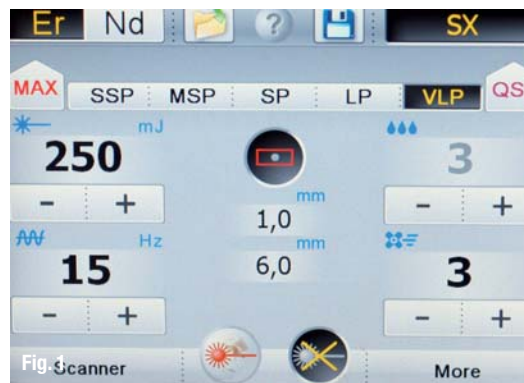 Er Nd ? SX
MAX SSP MSP SP LP VLP QS
mJ
250 3
- + - +
mm
1,0
Hz mm
6,0
15 3
- + - +
Fig. 1 Scanner More